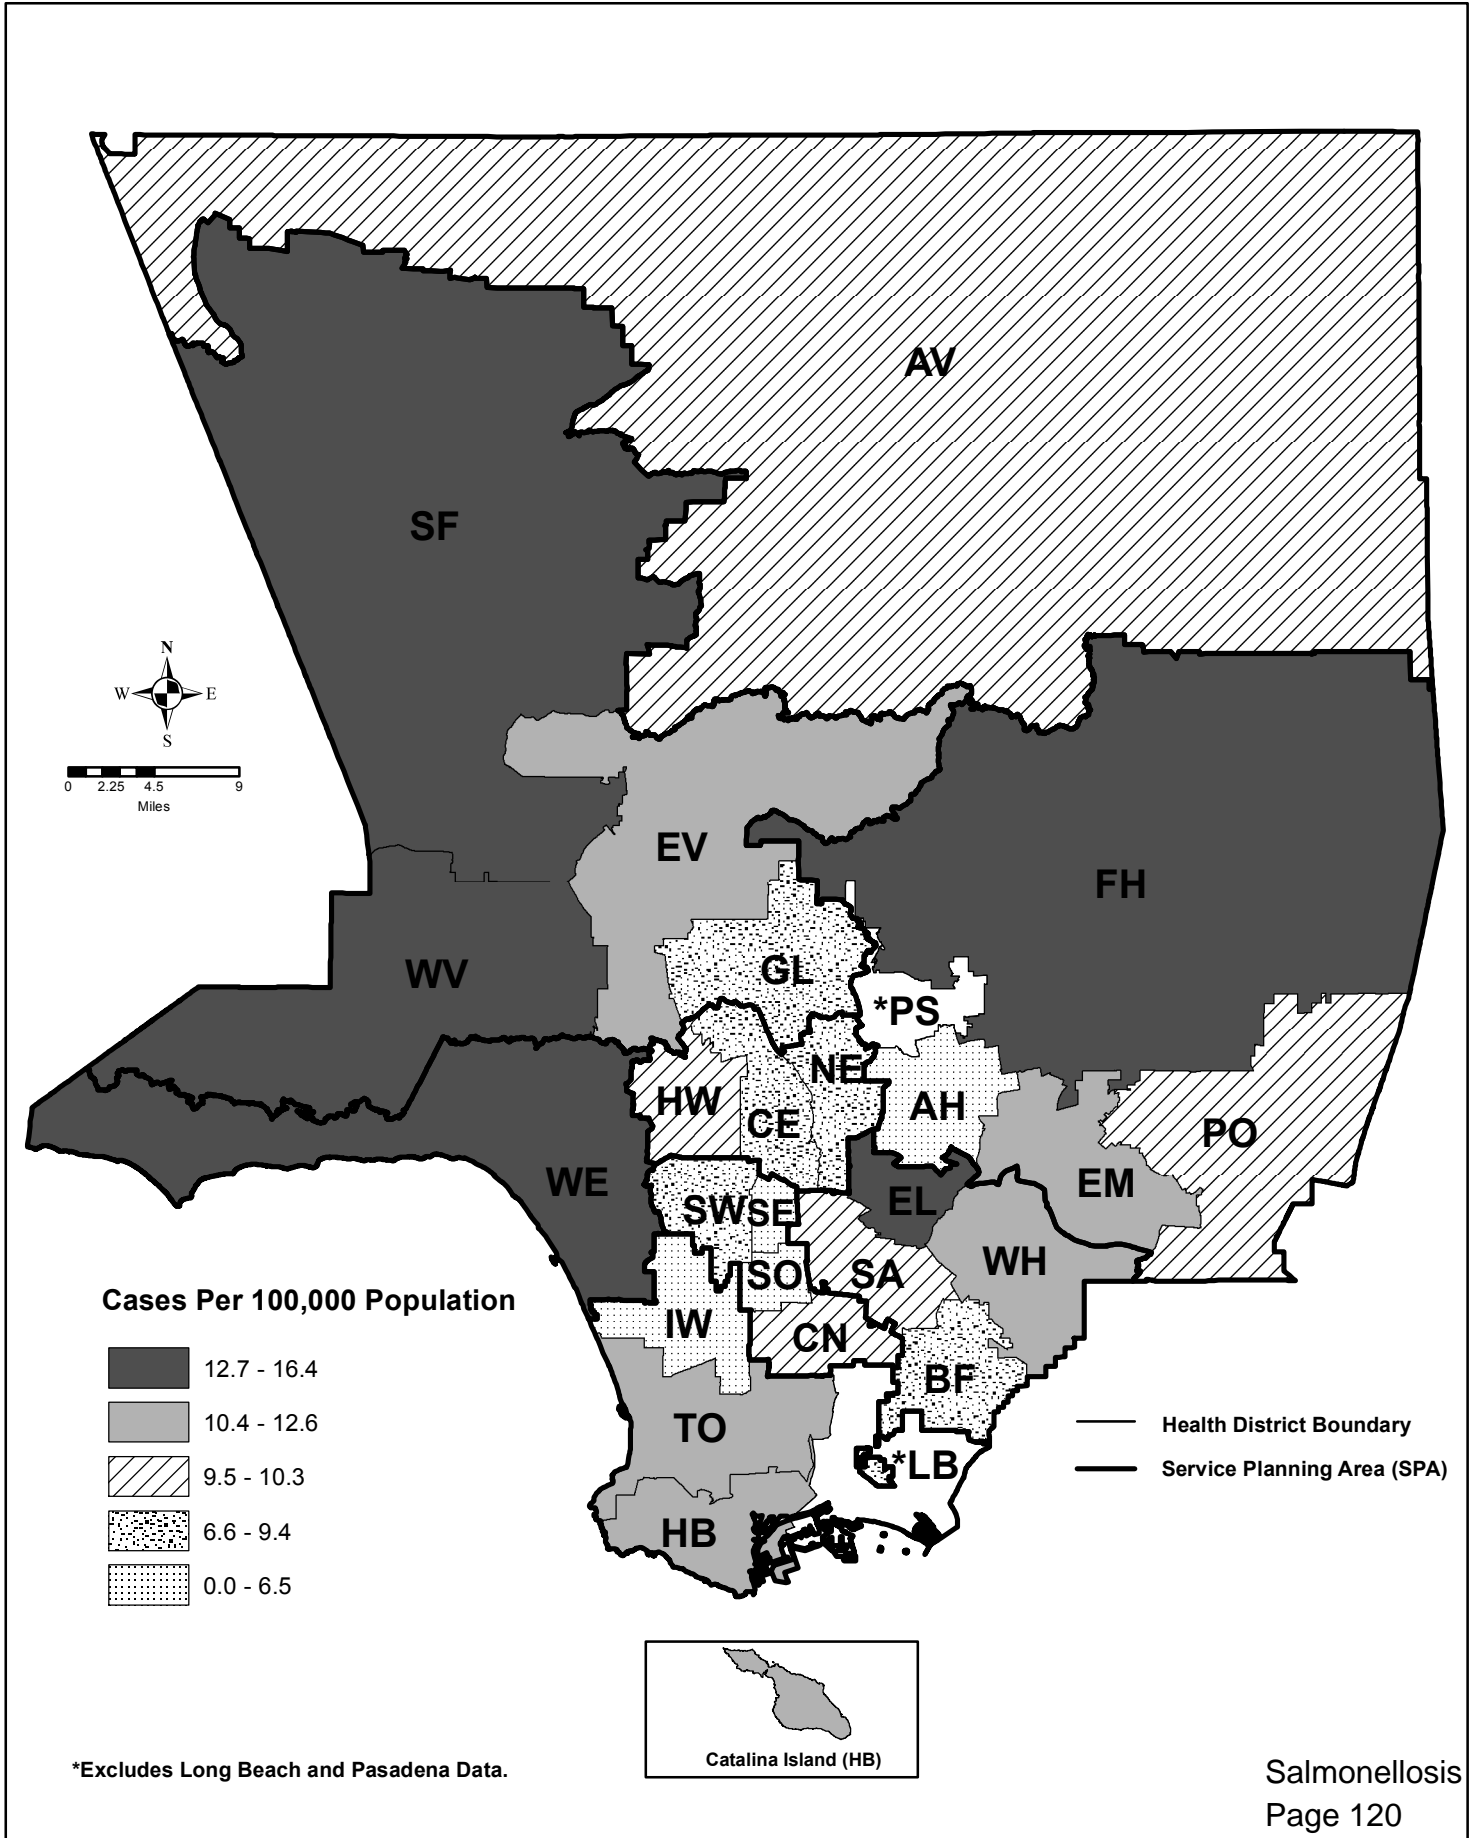 AV
SF
N
W E
S
0 2.25 4.5 9
Miles
EV
FH
WV
GL
*PS
NE
HW
CE
AH
PO
WE
EL
EM
SW
SE
WH
SO
SA
IW
CN
BF
TO
*LB
HB
Cases Per 100,000 Population
12.7 - 16.4
10.4 - 12.6
9.5 - 10.3
6.6 - 9.4
0.0 - 6.5
Health District Boundary
Service Planning Area (SPA)
Catalina Island (HB)
*Excludes Long Beach and Pasadena Data.
Salmonellosis
Page 120